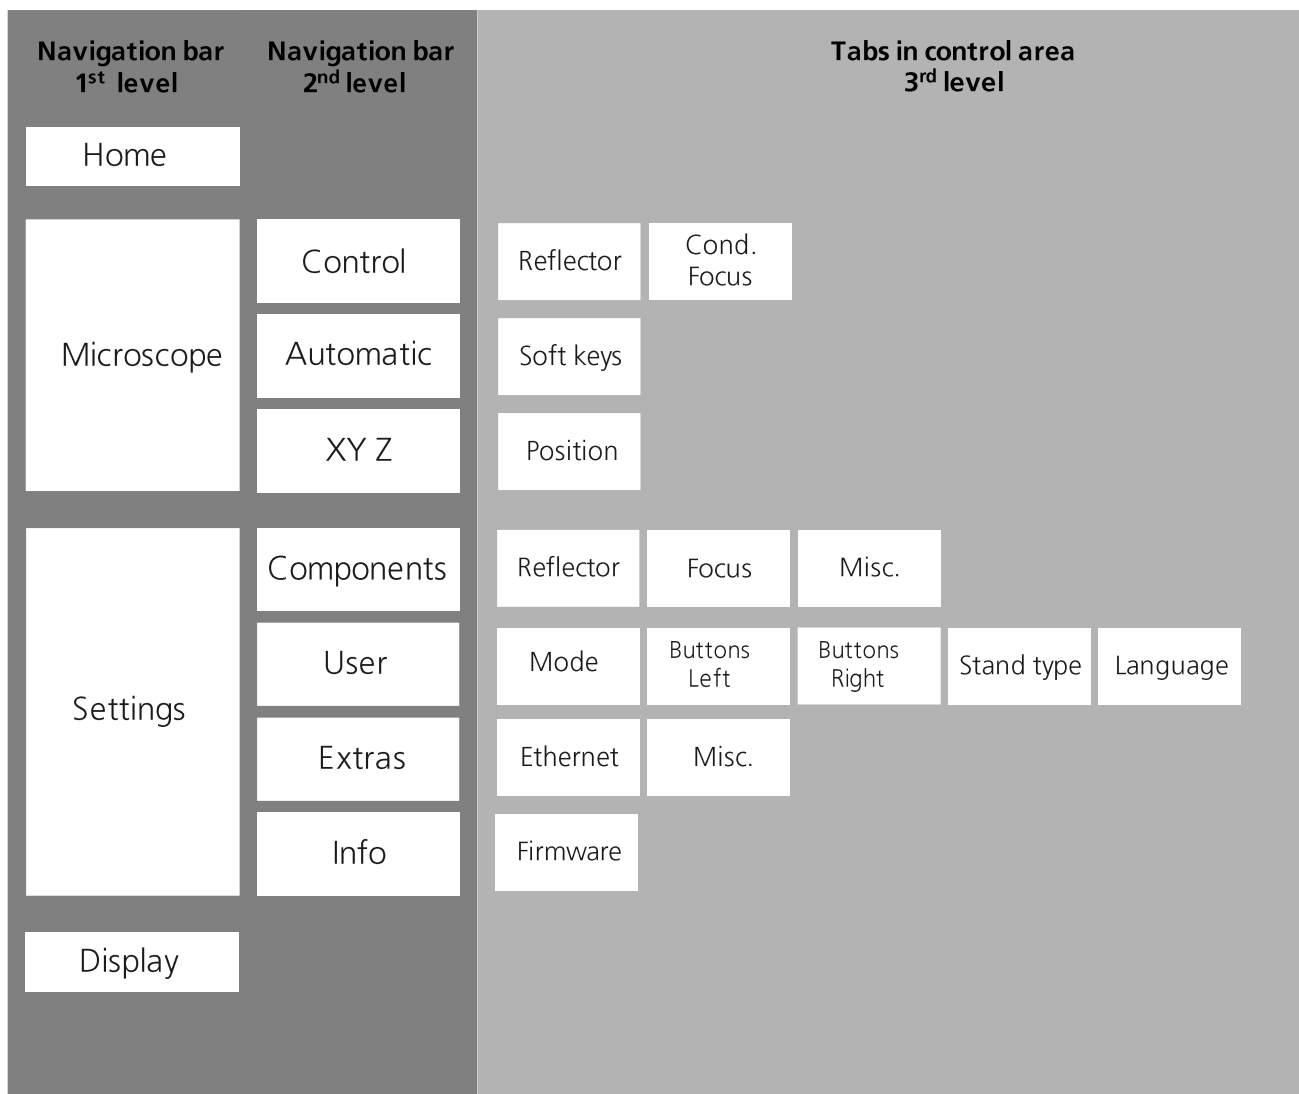 Navigation bar
1st level
Navigation bar
2nd level
Tabs in control area
3rd level
Home
Microscope
Control
Reflector
Cond.
Focus
Automatic
Soft keys
XY Z
Position
Settings
Components
Reflector
Focus
Misc.
User
Mode
Buttons
Left
Buttons
Right
Stand type
Language
Extras
Ethernet
Misc.
Info
Firmware
Display